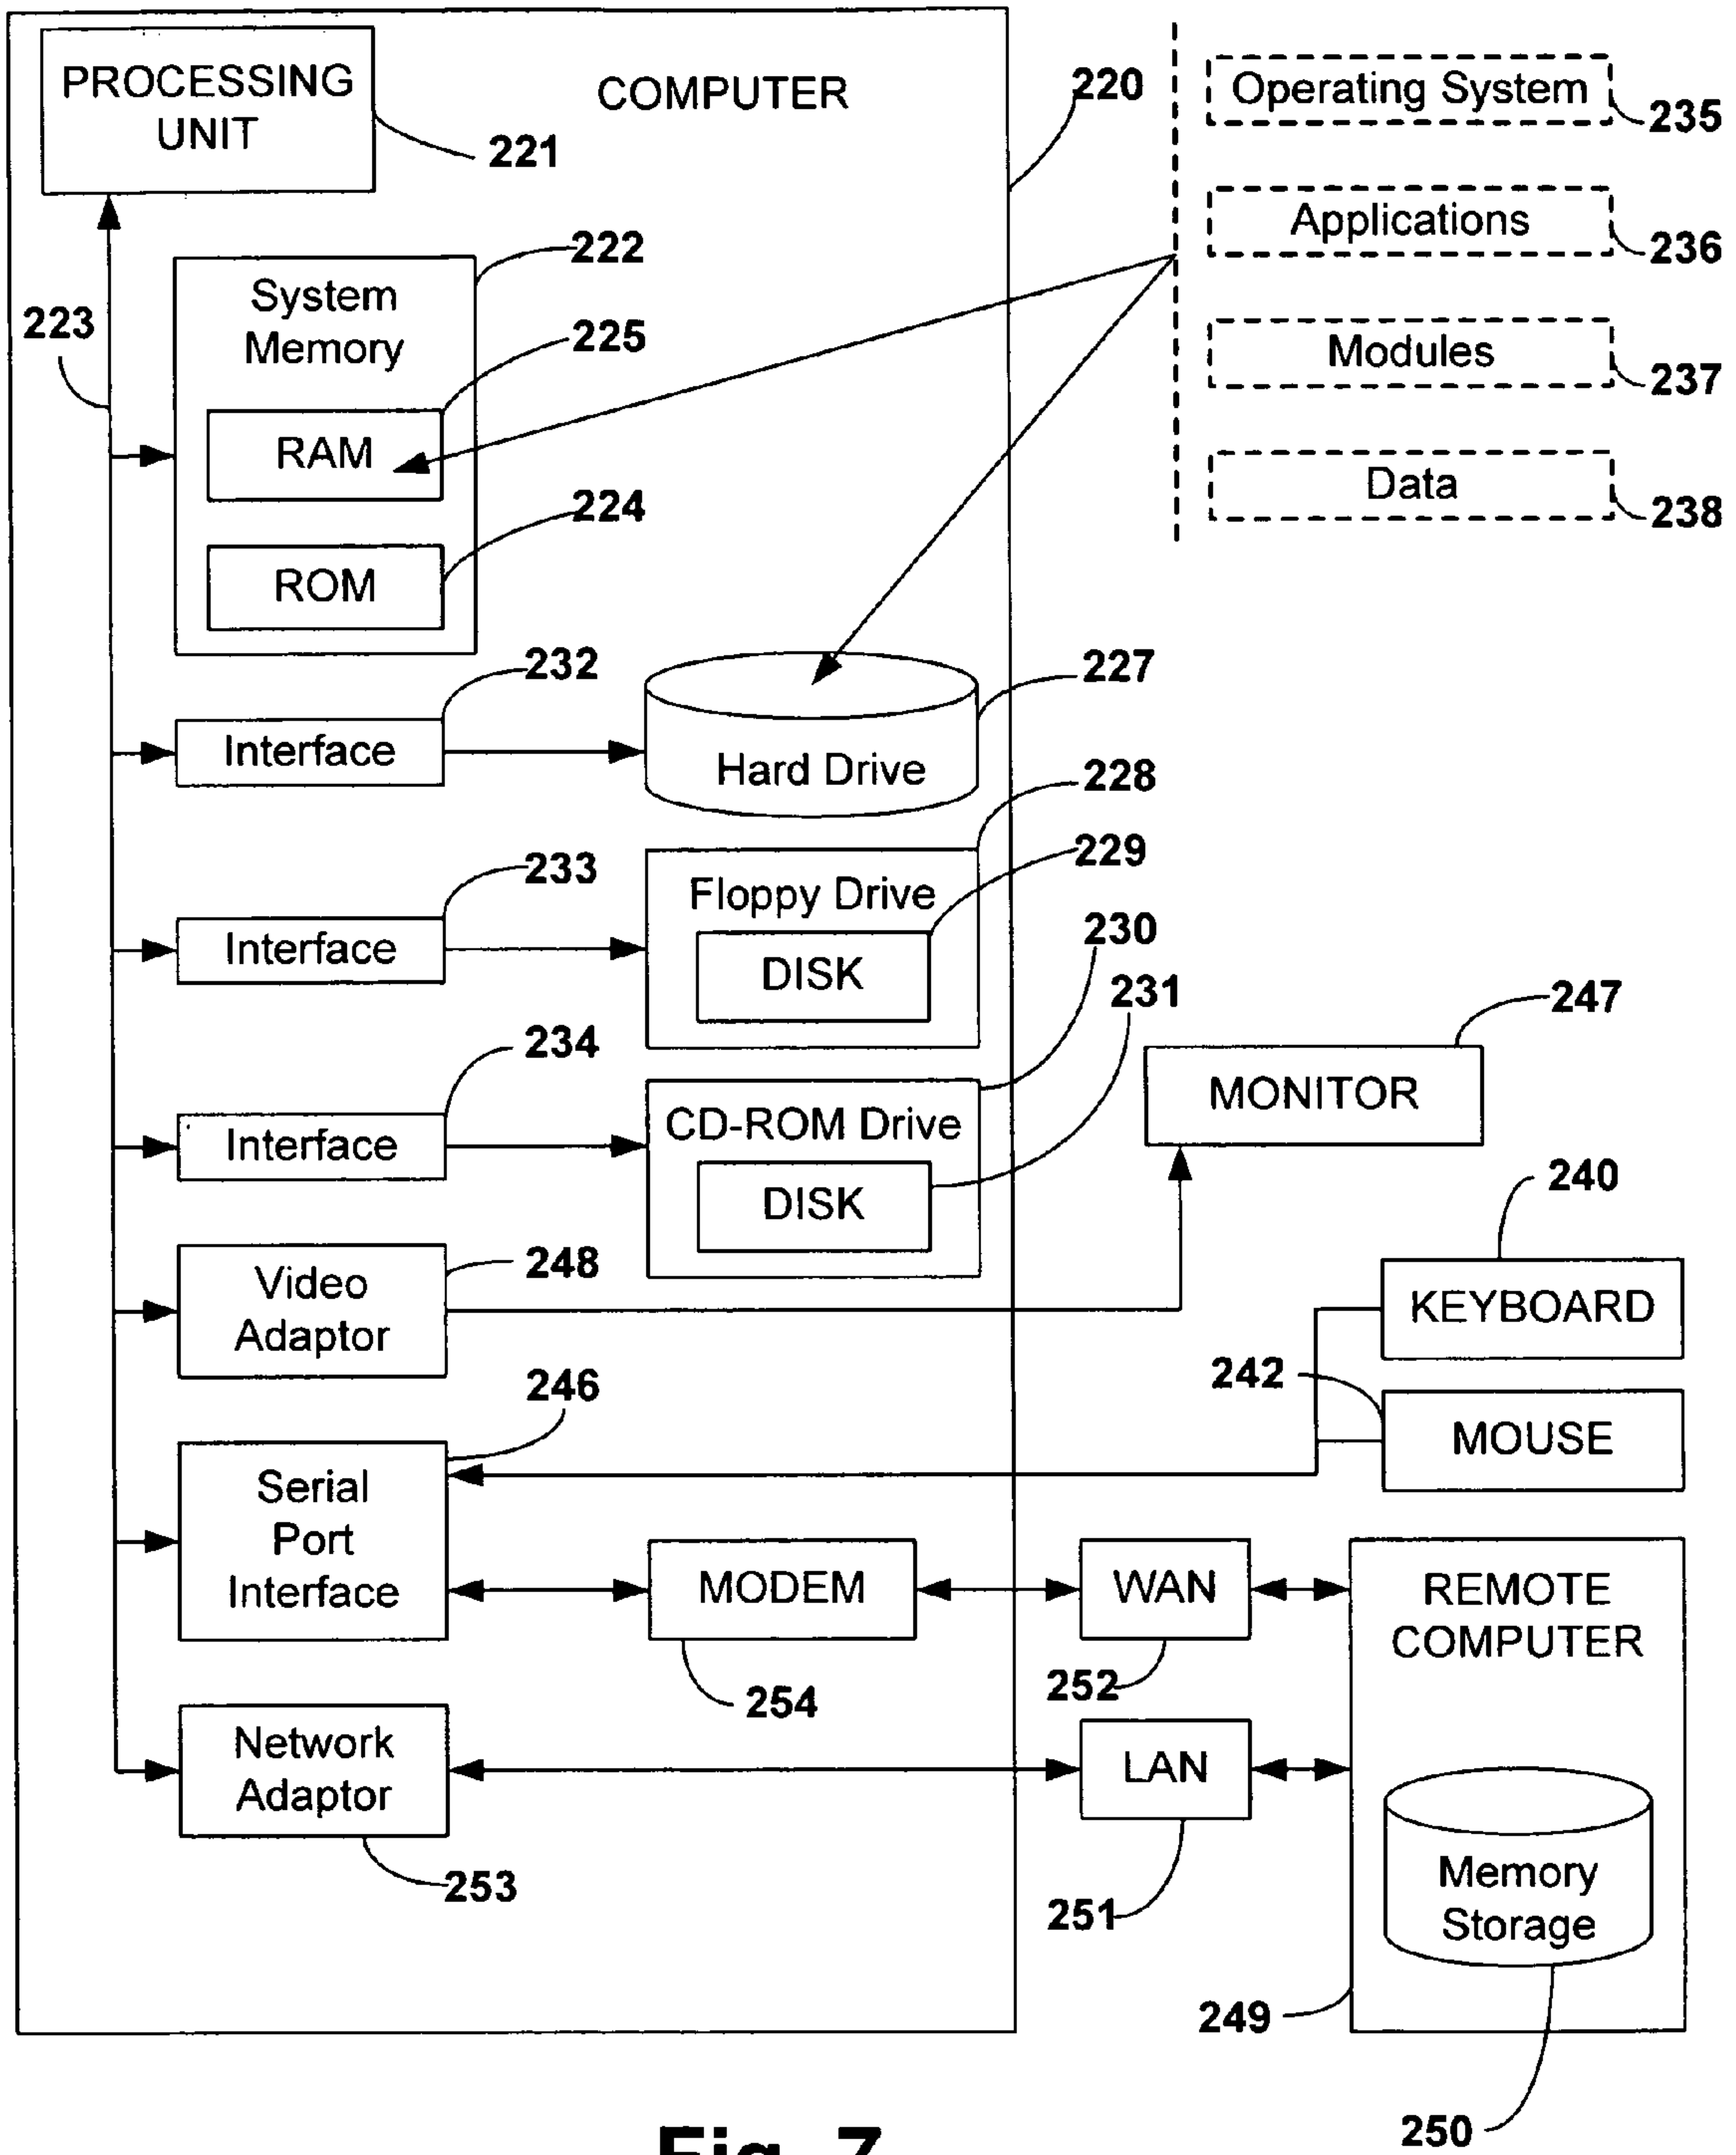 PROCESSING
UNIT
221
COMPUTER
220
Operating System
235
Applications
236
Modules
237
Data
238
223
System
Memory
222
RAM
225
ROM
224
Interface
232
Hard Drive
227
Interface
233
Floppy Drive
228
DISK
229
Interface
234
CD-ROM Drive
230
DISK
231
MONITOR
247
Video
Adaptor
248
KEYBOARD
240
MOUSE
242
Serial
Port
Interface
246
MODEM
254
WAN
252
REMOTE
COMPUTER
249
Network
Adaptor
253
LAN
251
Memory
Storage
250
Fig. 7